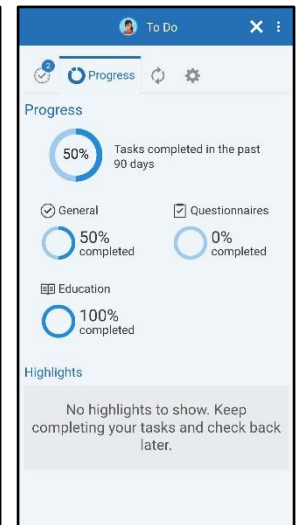 To Do
2
Progress
Progress
50%
Tasks completed in the past
90 days
General
50%
completed
Questionnaires
0%
completed
Education
100%
completed
Highlights
No highlights to show. Keep
completing your tasks and check back
later.